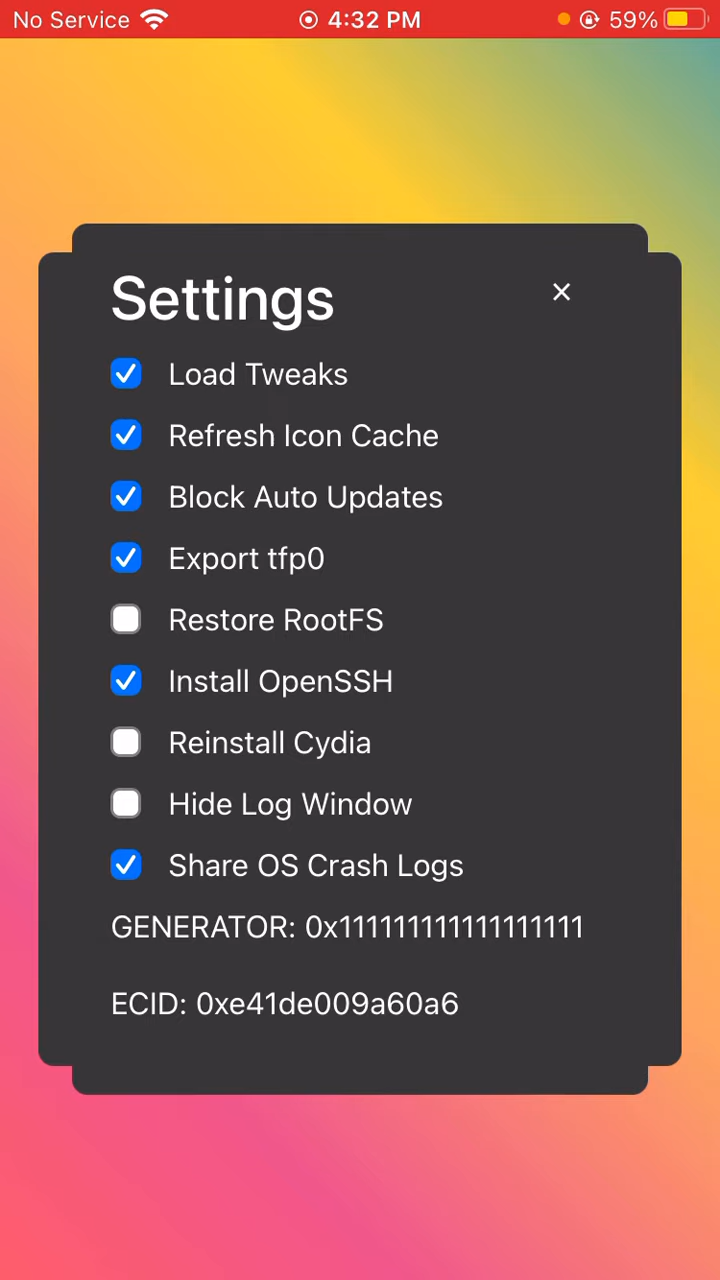 No Service 4:32 PM 59%
Settings ×
Load Tweaks
Refresh Icon Cache
Block Auto Updates
Export tfp0
Restore RootFS
Install OpenSSH
Reinstall Cydia
Hide Log Window
Share OS Crash Logs
GENERATOR: 0x1111111111111111
ECID: 0xe41de009a60a6